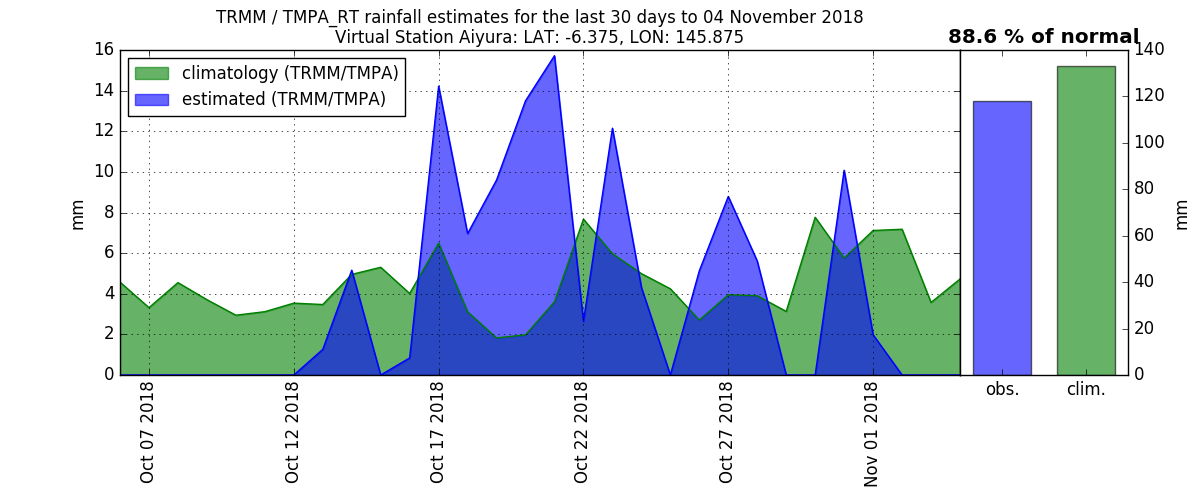 TRMM / TMPA_RT rainfall estimates for the last 30 days to 04 November 2018
Virtual Station Aiyura: LAT: -6.375, LON: 145.875
88.6 % of normal
climatology (TRMM/TMPA)
estimated (TRMM/TMPA)
16
14
12
10
8
6
4
2
0
mm
Oct 07 2018
Oct 12 2018
Oct 17 2018
Oct 22 2018
Oct 27 2018
Nov 01 2018
140
120
100
80
60
40
20
0
mm
obs.
clim.